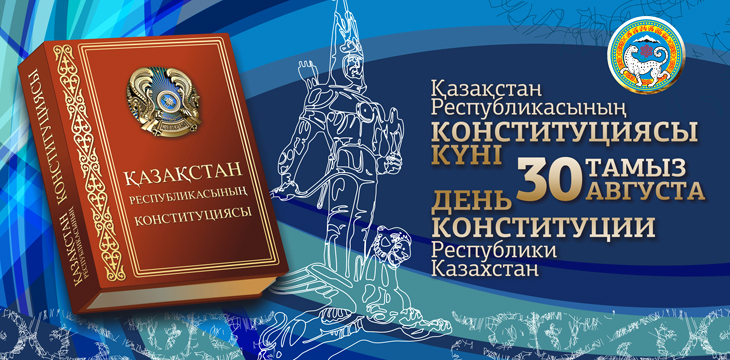 ҚАЗАҚСТАН
РЕСПУБЛИКАСЫНЫҢ
КОНСТИТУЦИЯСЫ
ҚАЗАҚСТАН
РЕСПУБЛИКАСЫНЫҢ
КОНСТИТУЦИЯСЫ
Қазақстан
Республикасының
КОНСТИТУЦИЯСЫ
КҮНІ
30 ТАМЫЗ
АВГУСТА
ДЕНЬ
КОНСТИТУЦИИ
Республики
Казахстан